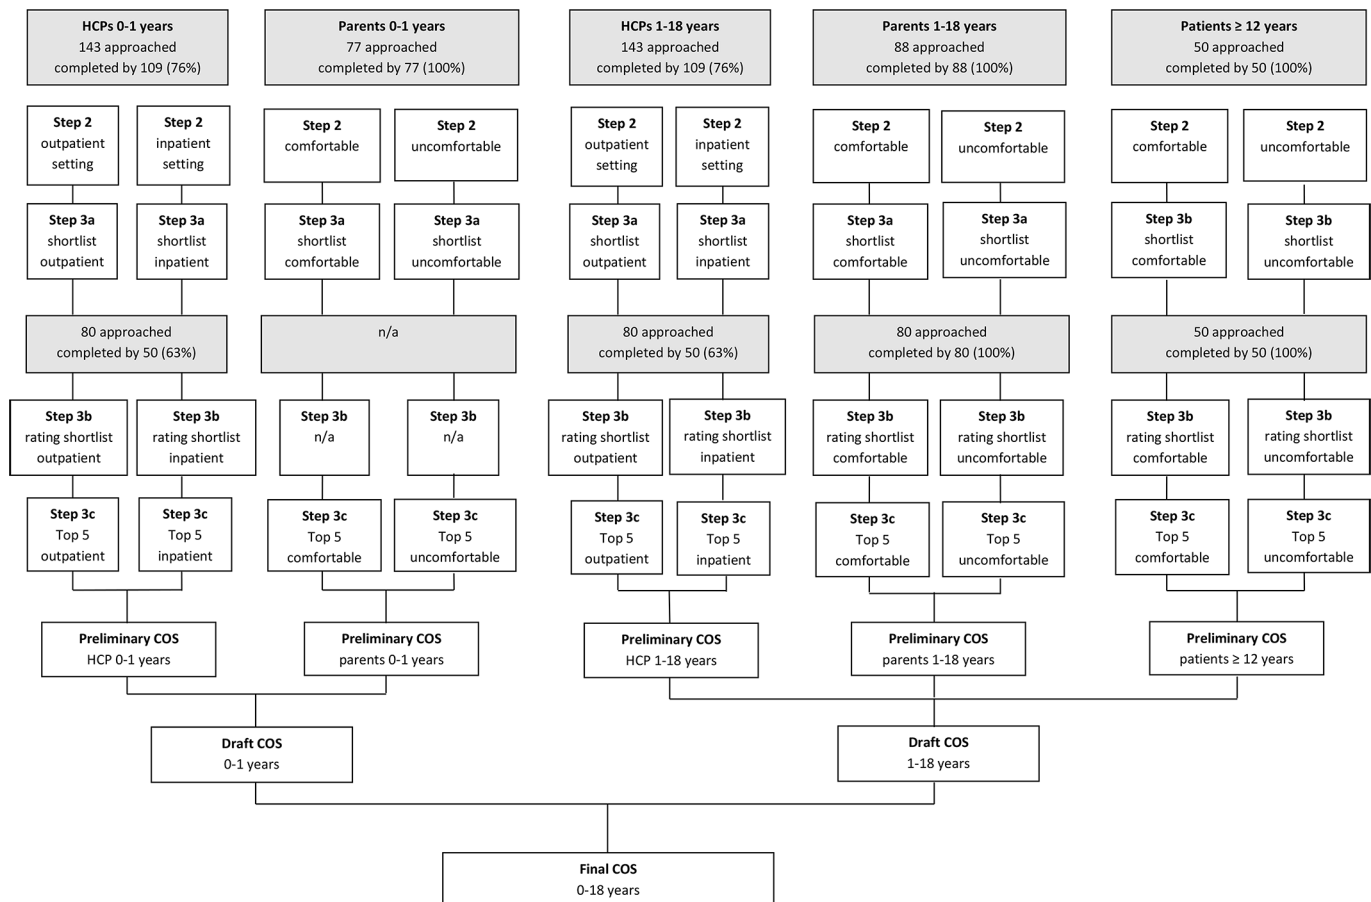 HCPs 0-1 years
143 approached
completed by 109 (76%)
Parents 0-1 years
77 approached
completed by 77 (100%)
HCPs 1-18 years
143 approached
completed by 109 (76%)
Parents 1-18 years
88 approached
completed by 88 (100%)
Patients ≥ 12 years
50 approached
completed by 50 (100%)
Step 2
outpatient
setting
Step 2
inpatient
setting
Step 2
comfortable
Step 2
uncomfortable
Step 2
outpatient
setting
Step 2
inpatient
setting
Step 2
comfortable
Step 2
uncomfortable
Step 2
comfortable
Step 2
uncomfortable
Step 3a
shortlist
outpatient
Step 3a
shortlist
inpatient
Step 3a
shortlist
comfortable
Step 3a
shortlist
uncomfortable
Step 3a
shortlist
outpatient
Step 3a
shortlist
inpatient
Step 3a
shortlist
comfortable
Step 3a
shortlist
uncomfortable
Step 3b
shortlist
comfortable
Step 3b
shortlist
uncomfortable
80 approached
completed by 50 (63%)
n/a
80 approached
completed by 50 (63%)
80 approached
completed by 80 (100%)
50 approached
completed by 50 (100%)
Step 3b
rating shortlist
outpatient
Step 3b
rating shortlist
inpatient
Step 3b
n/a
Step 3b
n/a
Step 3b
rating shortlist
outpatient
Step 3b
rating shortlist
inpatient
Step 3b
rating shortlist
comfortable
Step 3b
rating shortlist
uncomfortable
Step 3b
rating shortlist
comfortable
Step 3b
rating shortlist
uncomfortable
Step 3c
Top 5
outpatient
Step 3c
Top 5
inpatient
Step 3c
Top 5
comfortable
Step 3c
Top 5
uncomfortable
Step 3c
Top 5
outpatient
Step 3c
Top 5
inpatient
Step 3c
Top 5
comfortable
Step 3c
Top 5
uncomfortable
Step 3c
Top 5
comfortable
Step 3c
Top 5
uncomfortable
Preliminary COS
HCP 0-1 years
Preliminary COS
parents 0-1 years
Preliminary COS
HCP 1-18 years
Preliminary COS
parents 1-18 years
Preliminary COS
patients ≥ 12 years
Draft COS
0-1 years
Draft COS
1-18 years
Final COS
0-18 years